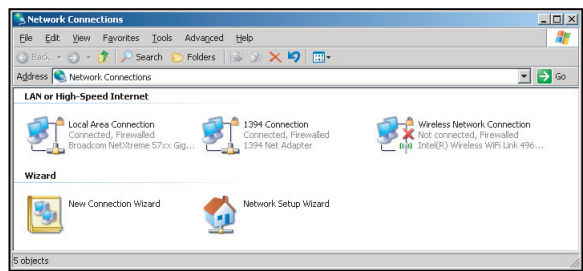 Network Connections
File Edit View Favorites Tools Advanced Help
Back Search Folders
Address Network Connections Go
LAN or High-Speed Internet
Local Area Connection
Connected, Firewalled
Broadcom NetXtreme 57xx Gig...
1394 Connection
Connected, Firewalled
1394 Net Adapter
Wireless Network Connection
Not connected, Firewalled
Intel(R) Wireless WiFi Link 496...
Wizard
New Connection Wizard
Network Setup Wizard
5 objects